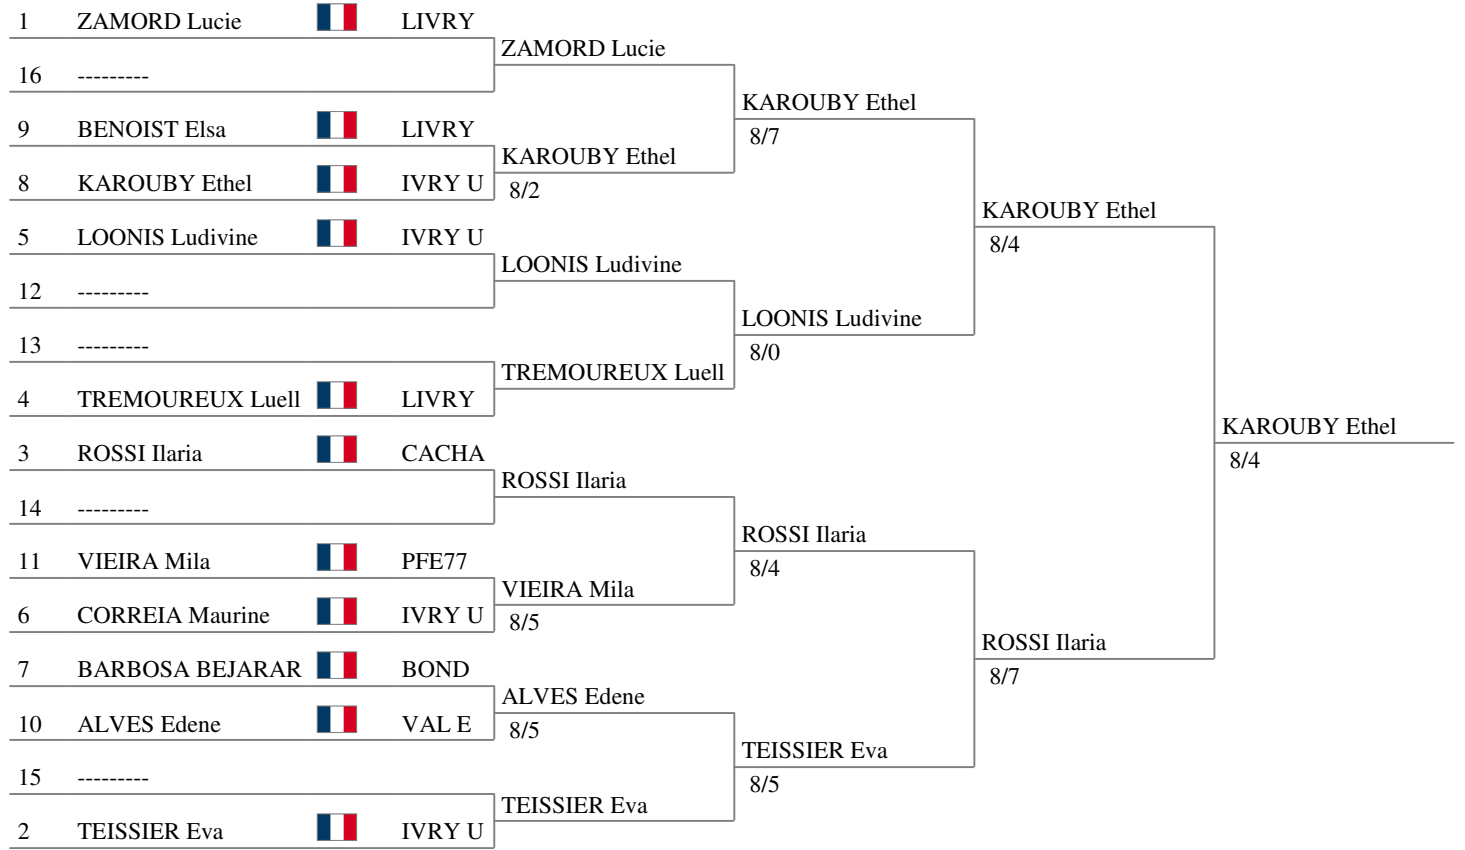 1 ZAMORD Lucie LIVRY
ZAMORD Lucie
16 ---------
KAROUBY Ethel
8/7
9 BENOIST Elsa LIVRY
KAROUBY Ethel
8/2
8 KAROUBY Ethel IVRY U
KAROUBY Ethel
8/4
5 LOONIS Ludivine IVRY U
LOONIS Ludivine
12 ---------
LOONIS Ludivine
8/0
13 ---------
TREMOUREUX Luell
4 TREMOUREUX Luell LIVRY
KAROUBY Ethel
8/4
3 ROSSI Ilaria CACHA
ROSSI Ilaria
14 ---------
ROSSI Ilaria
8/4
11 VIEIRA Mila PFE77
VIEIRA Mila
8/5
6 CORREIA Maurine IVRY U
ROSSI Ilaria
8/7
7 BARBOSA BEJARAR BOND
ALVES Edene
8/5
10 ALVES Edene VAL E
TEISSIER Eva
8/5
15 ---------
TEISSIER Eva
2 TEISSIER Eva IVRY U